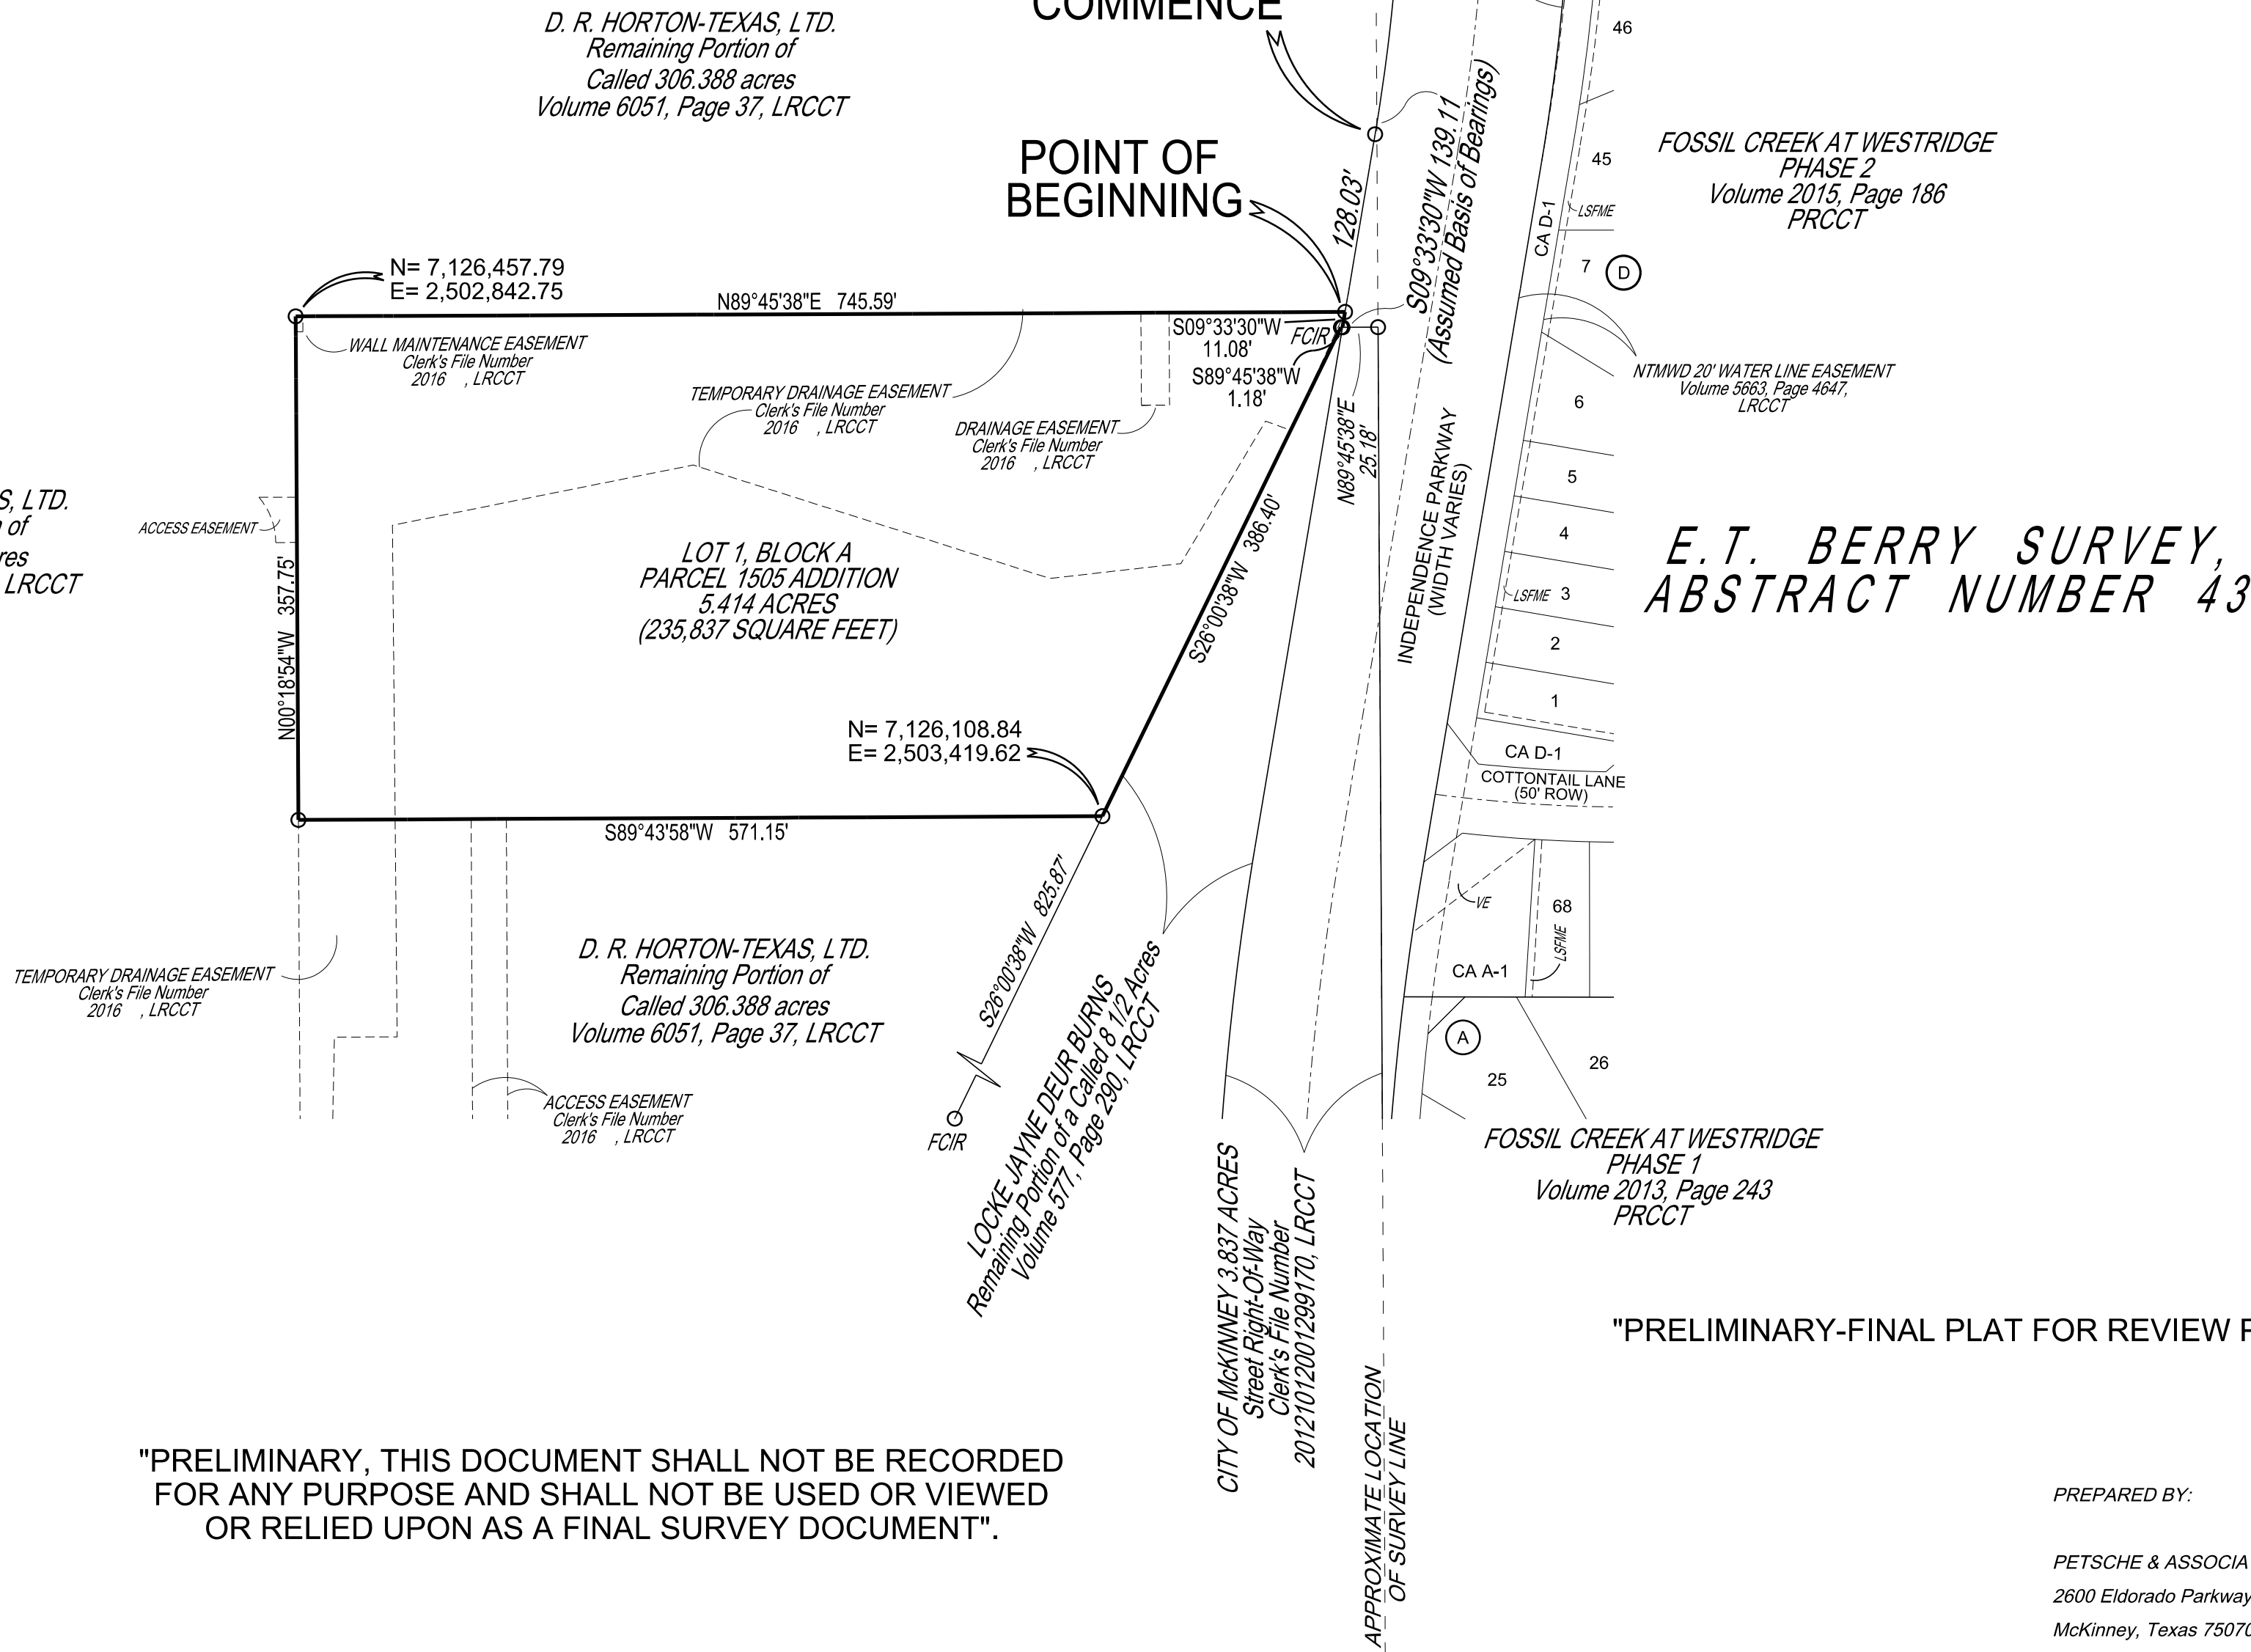 COMMENCE
D. R. HORTON-TEXAS, LTD.
Remaining Portion of
Called 306.388 acres
Volume 6051, Page 37, LRCCT
POINT OF
BEGINNING
128.03'
S09°33'30"W 139.11
(Assumed Basis of Bearings)
46
45
LSFME
CA D-1
7
D
FOSSIL CREEK AT WESTRIDGE
PHASE 2
Volume 2015, Page 186
PRCCT
N= 7,126,457.79
E= 2,502,842.75
N89°45'38"E 745.59'
WALL MAINTENANCE EASEMENT
Clerk's File Number
2016 , LRCCT
TEMPORARY DRAINAGE EASEMENT
Clerk's File Number
2016 , LRCCT
DRAINAGE EASEMENT
Clerk's File Number
2016 , LRCCT
S09°33'30"W
11.08'
FCIR
S89°45'38"W
1.18'
N89°45'38"E
25.18'
NTMWD 20' WATER LINE EASEMENT
Volume 5663, Page 4647,
LRCCT
6
5
4
LSFME
3
2
1
INDEPENDENCE PARKWAY
(WIDTH VARIES)
E.T. BERRY SURVEY,
ABSTRACT NUMBER 43
S, LTD.
of
res
LRCCT
ACCESS EASEMENT
N00°18'54"W 357.75'
LOT 1, BLOCK A
PARCEL 1505 ADDITION
5.414 ACRES
(235,837 SQUARE FEET)
S26°00'38"W 386.40'
N= 7,126,108.84
E= 2,503,419.62
S89°43'58"W 571.15'
CA D-1
COTTONTAIL LANE
(50' ROW)
VE
68
LSFME
CA A-1
A
25
26
S26°00'38"W 825.87'
FCIR
TEMPORARY DRAINAGE EASEMENT
Clerk's File Number
2016 , LRCCT
D. R. HORTON-TEXAS, LTD.
Remaining Portion of
Called 306.388 acres
Volume 6051, Page 37, LRCCT
ACCESS EASEMENT
Clerk's File Number
2016 , LRCCT
LOCKE JAYNE DEUR BURNS
Remaining Portion of a Called 8 1/2 Acres
Volume 577, Page 290, LRCCT
CITY OF McKINNEY 3.837 ACRES
Street Right-Of-Way
Clerk's File Number
20121012001299170, LRCCT
APPROXIMATE LOCATION
OF SURVEY LINE
FOSSIL CREEK AT WESTRIDGE
PHASE 1
Volume 2013, Page 243
PRCCT
"PRELIMINARY-FINAL PLAT FOR REVIEW
"PRELIMINARY, THIS DOCUMENT SHALL NOT BE RECORDED
FOR ANY PURPOSE AND SHALL NOT BE USED OR VIEWED
OR RELIED UPON AS A FINAL SURVEY DOCUMENT".
PREPARED BY:
PETSCHE & ASSOCIA
2600 Eldorado Parkway
McKinney, Texas 75070